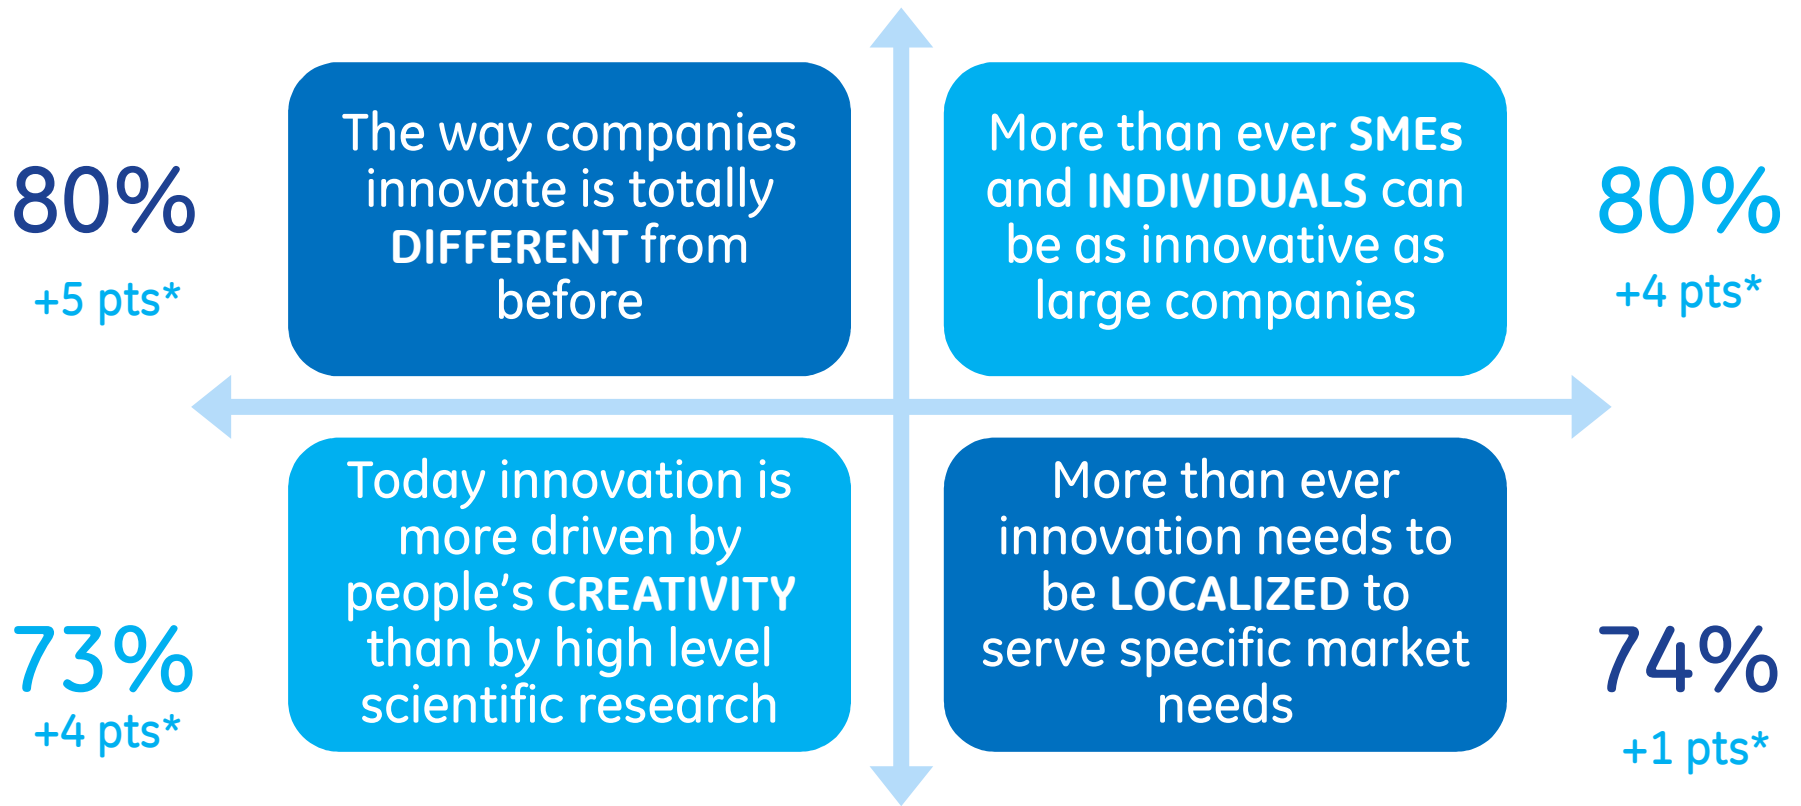 80%
+5 pts*
The way companies
innovate is totally
DIFFERENT from
before
More than ever SMEs
and INDIVIDUALS can
be as innovative as
large companies
80%
+4 pts*
73%
+4 pts*
Today innovation is
more driven by
people’s CREATIVITY
than by high level
scientific research
More than ever
innovation needs to
be LOCALIZED to
serve specific market
needs
74%
+1 pts*